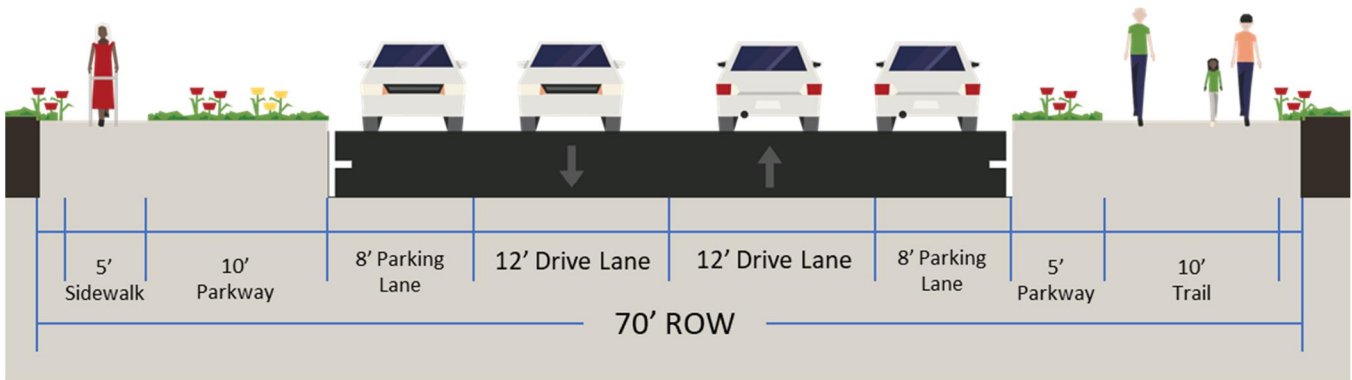 5’
Sidewalk
10’
Parkway
8’ Parking
Lane
12’ Drive Lane
12’ Drive Lane
8’ Parking
Lane
5’
Parkway
10’
Trail
70’ ROW